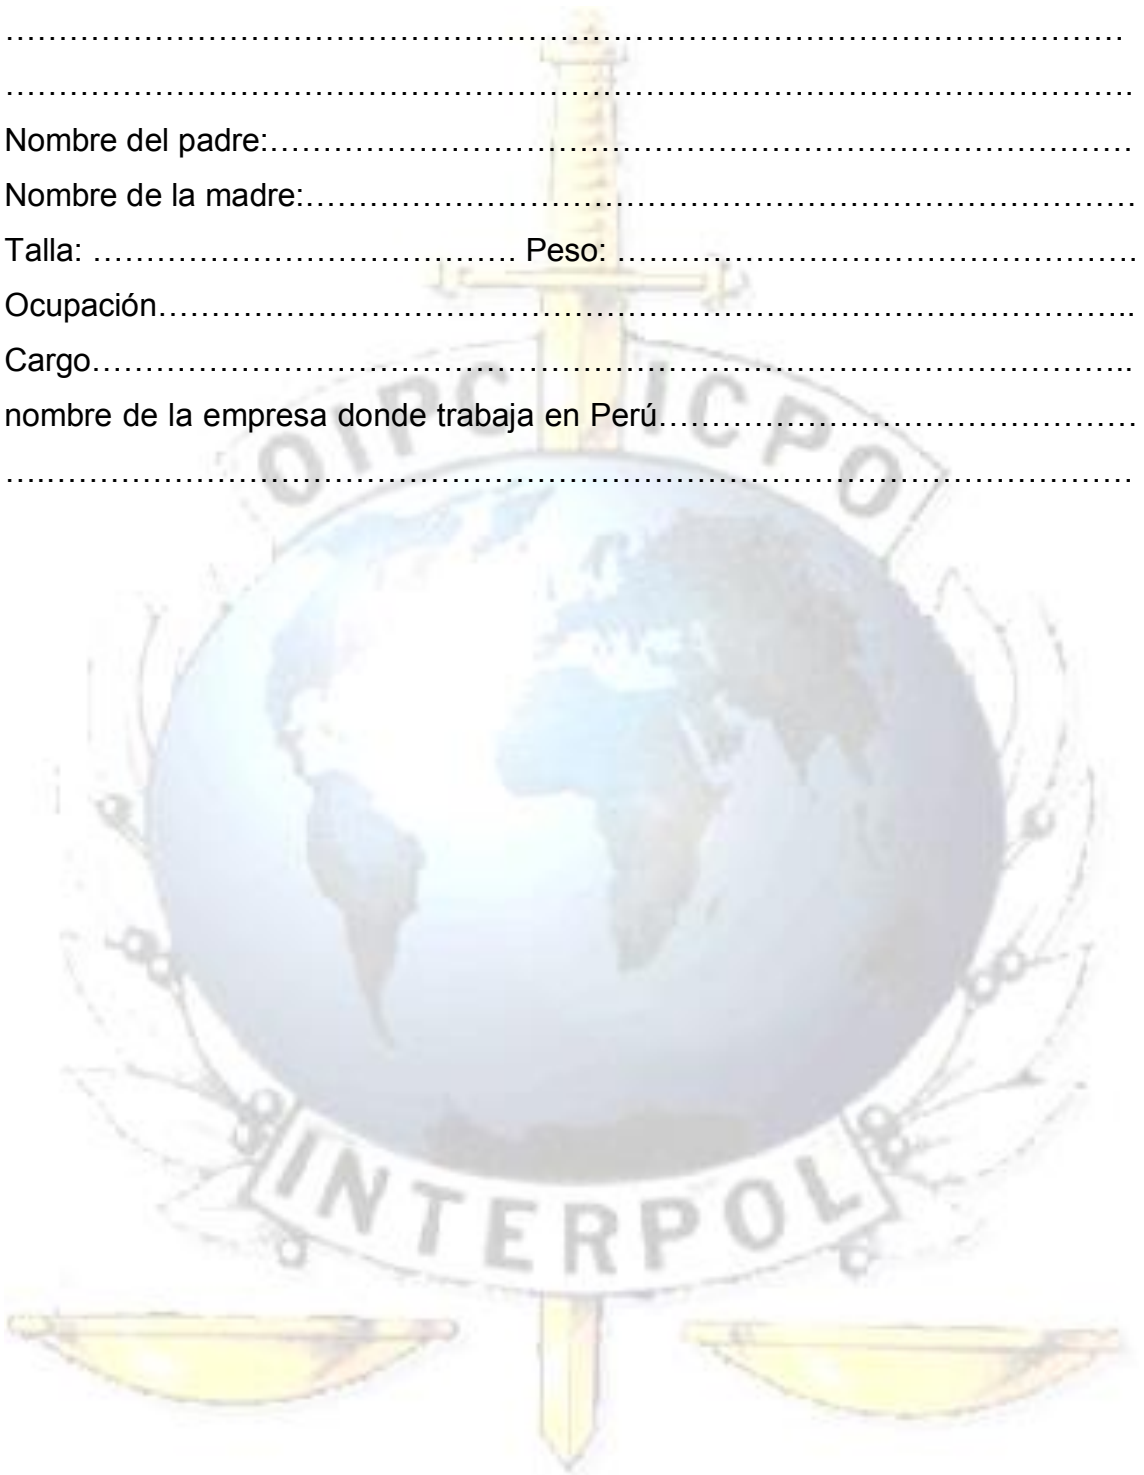 ……………………………………………………………………………………………
…………………………………………………………………………………………….
Nombre del padre:……………………………………………………………………….
Nombre de la madre:…………………………………………………………………….
Talla: …………………………………. Peso: …………………………………………..
Ocupación………………………………………………………………………………..
Cargo……………………………………………………………………………………..
nombre de la empresa donde trabaja en Perú………………………………………
….…………………………………………………………………………………………
OIPC ICPO
INTERPOL